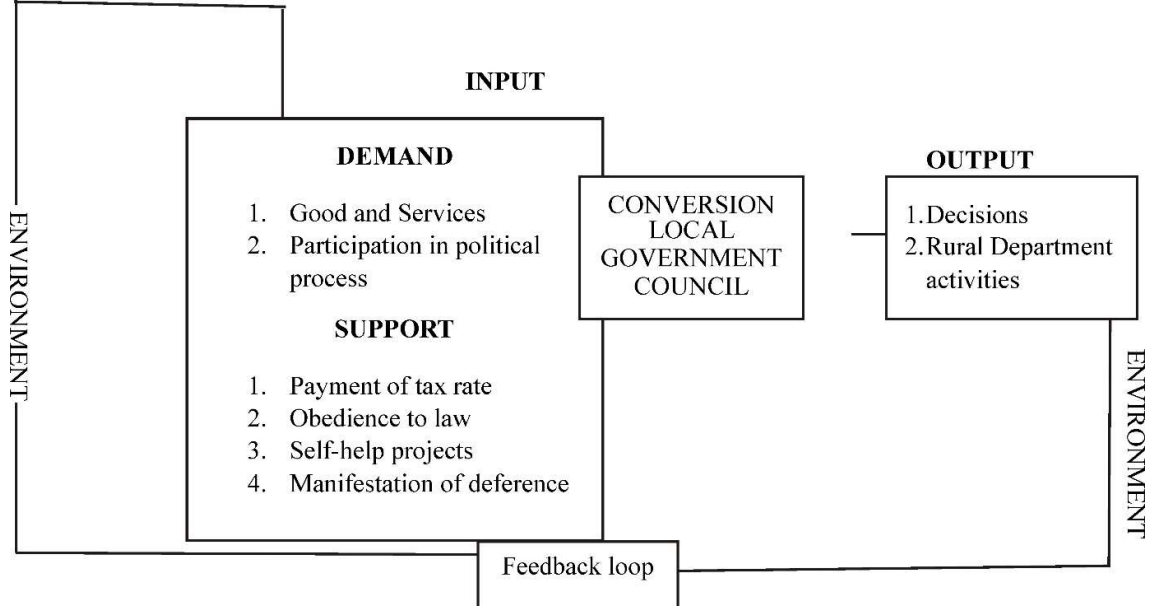 INPUT
DEMAND
1. Good and Services
2. Participation in political
process
SUPPORT
1. Payment of tax rate
2. Obedience to law
3. Self-help projects
4. Manifestation of deference
CONVERSION
LOCAL
GOVERNMENT
COUNCIL
OUTPUT
1. Decisions
2. Rural Department
activities
ENVIRONMENT
ENVIRONMENT
Feedback loop